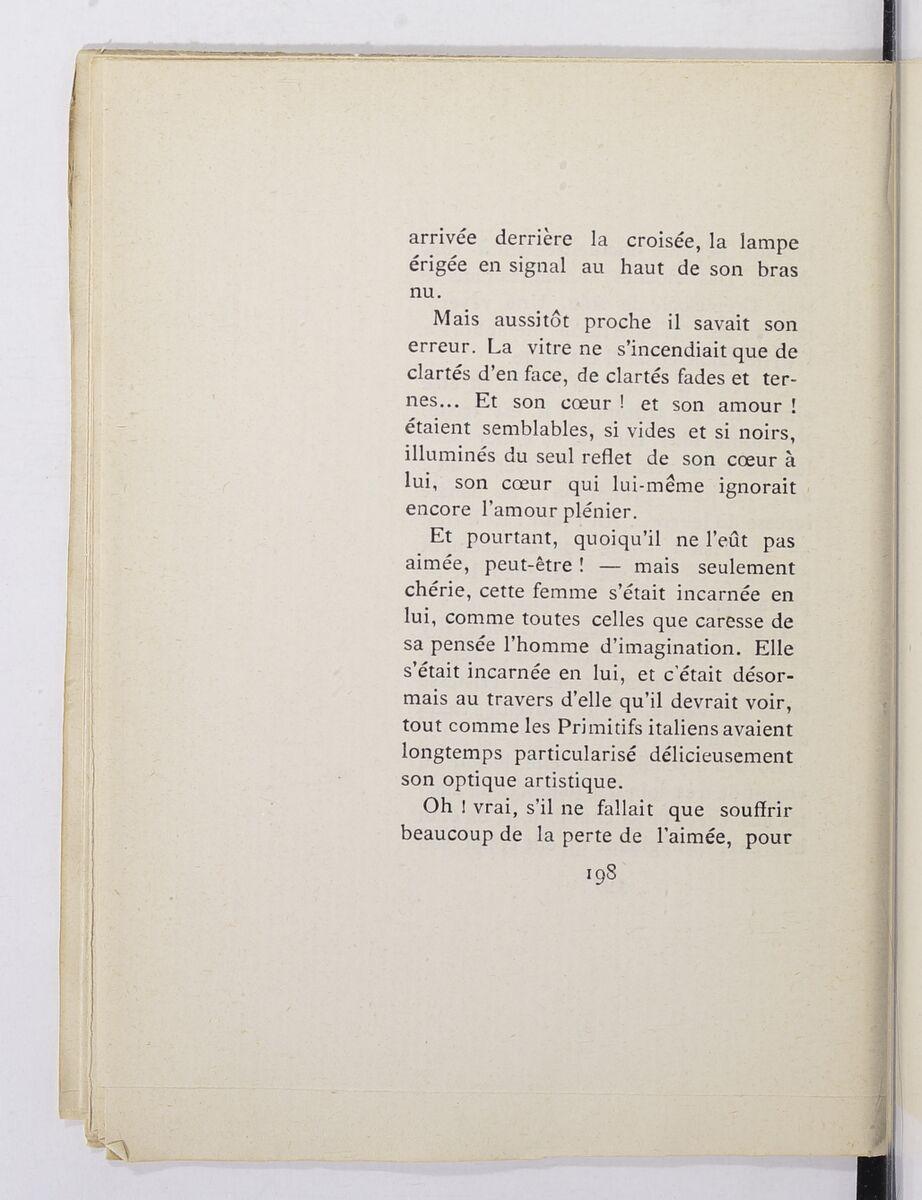 arrivée derrière la croisée, la lampe
érigée en signal au haut de son bras
nu.
Mais aussitôt proche il savait son
erreur. La vitre ne s'incendiait que de
clartés d'en face, de clartés fades et ter-
nes... Et son cœur ! et son amour !
étaient semblables, si vides et si noirs,
illuminés du seul reflet de son cœur à
lui, son cœur qui lui-même ignorait
encore l'amour plénier.
Et pourtant, quoiqu'il ne l'eût pas
aimée, peut-être ! — mais seulement
chérie, cette femme s'était incarnée en
lui, comme toutes celles que caresse de
sa pensée l'homme d'imagination. Elle
s'était incarnée en lui, et c'était désor-
mais au travers d'elle qu'il devrait voir,
tout comme les Primitifs italiens avaient
longtemps particularisé délicieusement
son optique artistique.
Oh ! vrai, s'il ne fallait que souffrir
beaucoup de la perte de l'aimée, pour
198